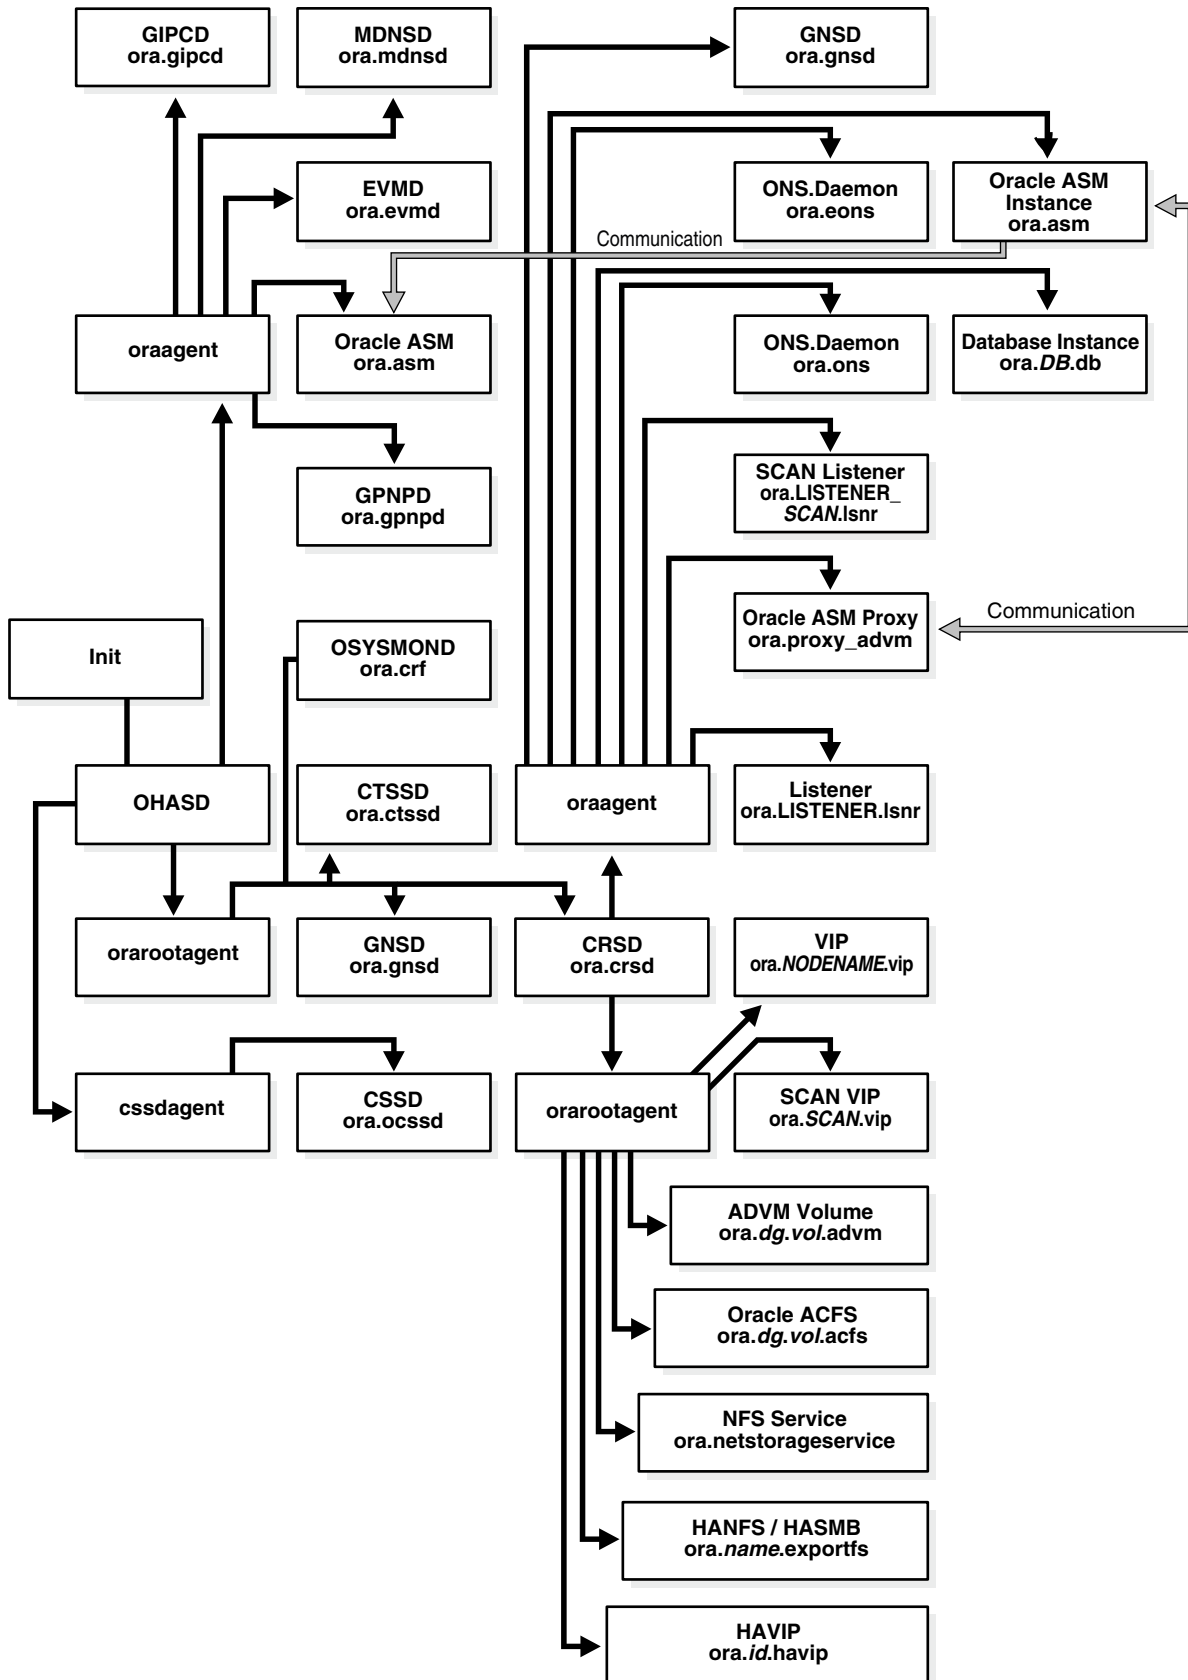 GIPCD
ora.gipcd
MDNSD
ora.mdnsd
GNSD
ora.gnsd
EVMD
ora.evmd
ONS.Daemon
ora.eons
Oracle ASM
Instance
ora.asm
Communication
oraagent
Oracle ASM
ora.asm
ONS.Daemon
ora.ons
Database Instance
ora.DB.db
GPNPD
ora.gpnpd
SCAN Listener
ora.LISTENER_
SCAN.lsnr
Oracle ASM Proxy
ora.proxy_advm
Communication
Init
OSYSMOND
ora.crf
OHASD
CTSSD
ora.ctssd
oraagent
Listener
ora.LISTENER.lsnr
orarootagent
GNSD
ora.gnsd
CRSD
ora.crsd
VIP
ora.NODENAME.vip
cssdagent
CSSD
ora.ocssd
orarootagent
SCAN VIP
ora.SCAN.vip
ADVM Volume
ora.dg.vol.advm
Oracle ACFS
ora.dg.vol.acfs
NFS Service
ora.netstorageservice
HANFS / HASMB
ora.name.exportfs
HAVIP
ora.id.havip